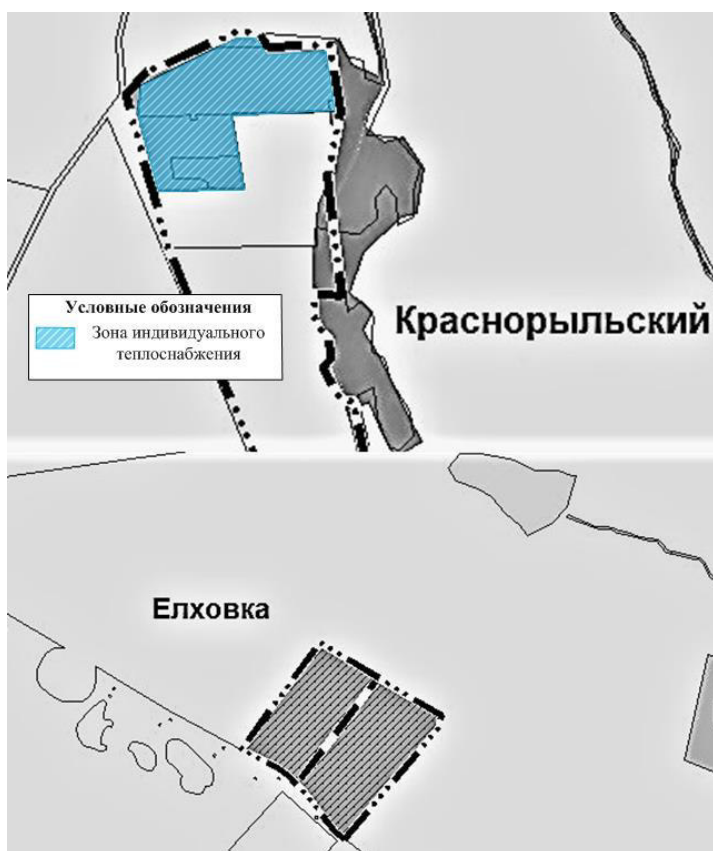 Условные обозначения
Зона индивидуального
теплоснабжения
Краснорыльский
Елховка